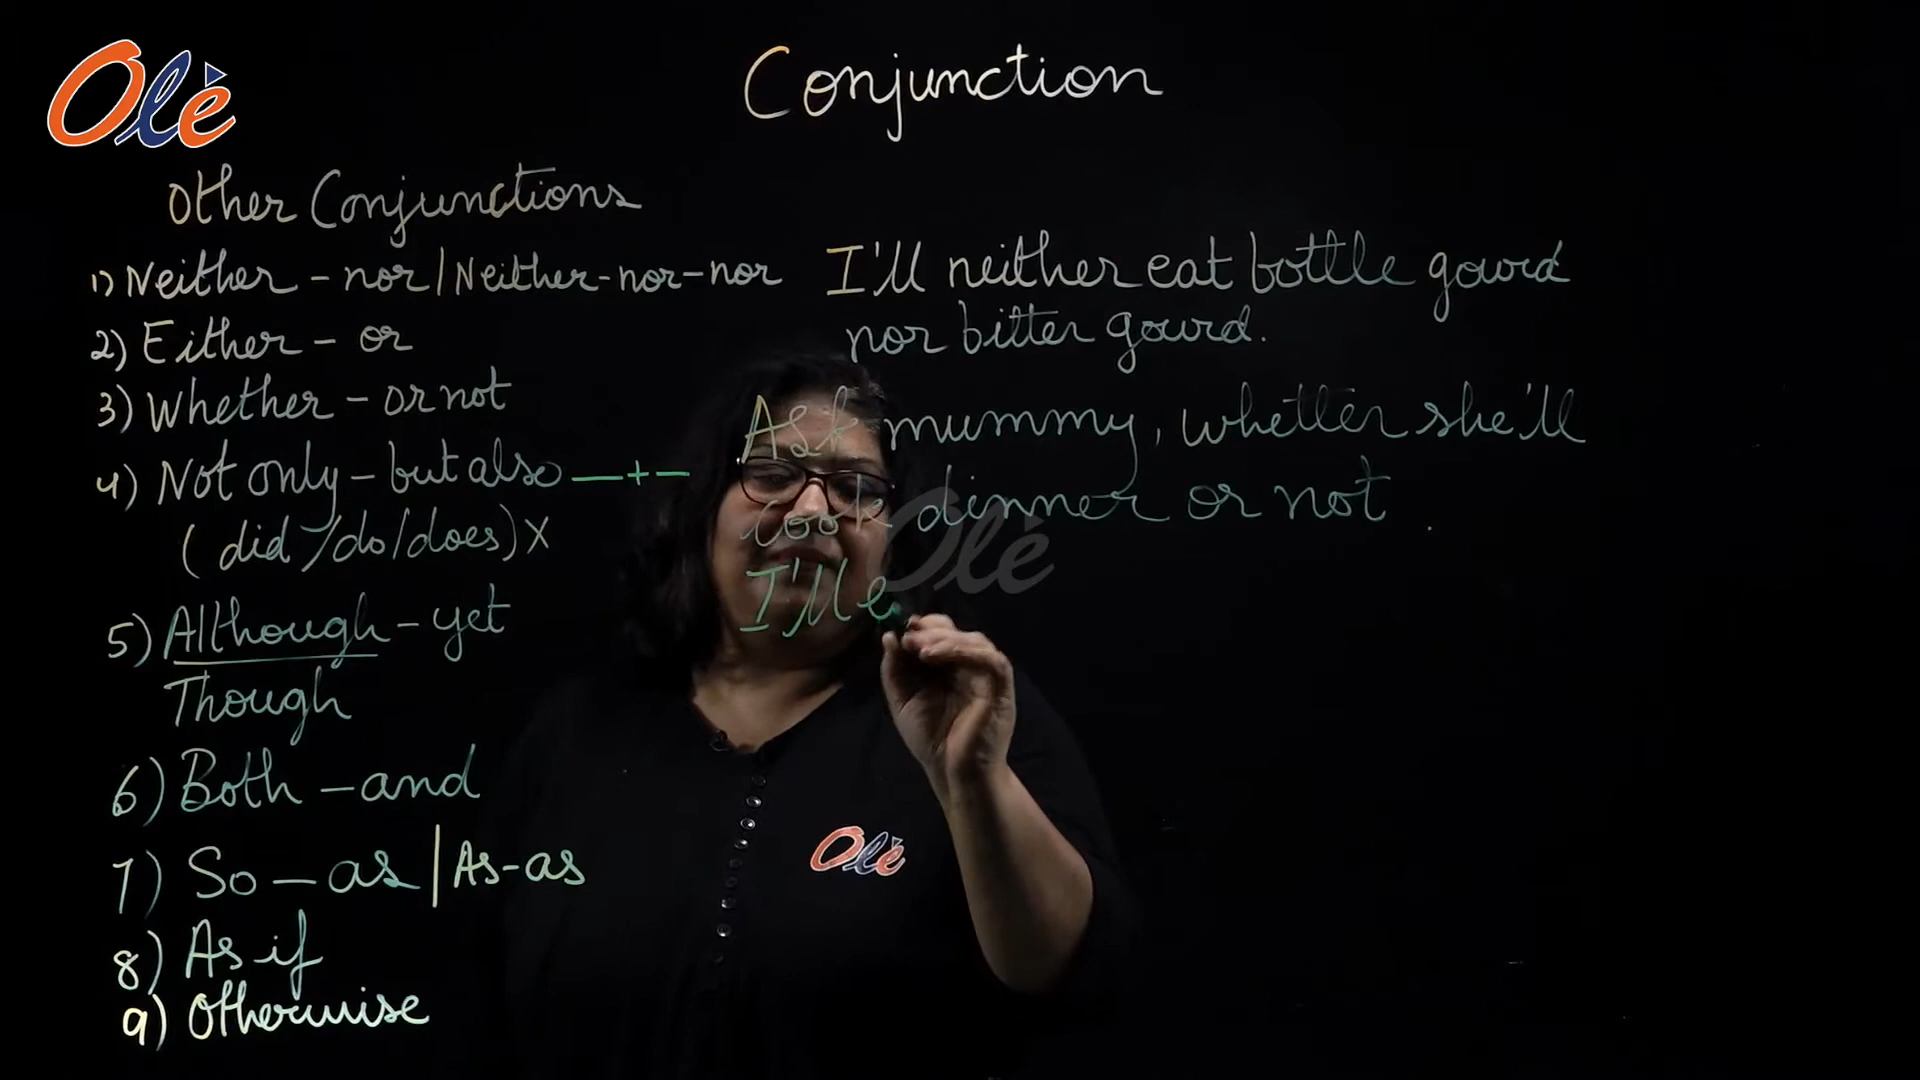 Olè
Conjunction
Other Conjunctions
1) Neither - nor | Neither-nor-nor
2) Either - or
3) Whether - or not
4) Not only - but also — + —
(did/do/does) X
5) Although - yet
Though
6) Both - and
7) So - as | As-as
8) As if
9) Otherwise
I'll neither eat bottle gourd
nor bitter gourd.
Ask mummy, whether she'll
cook dinner or not
I'll e
Olè
Olè